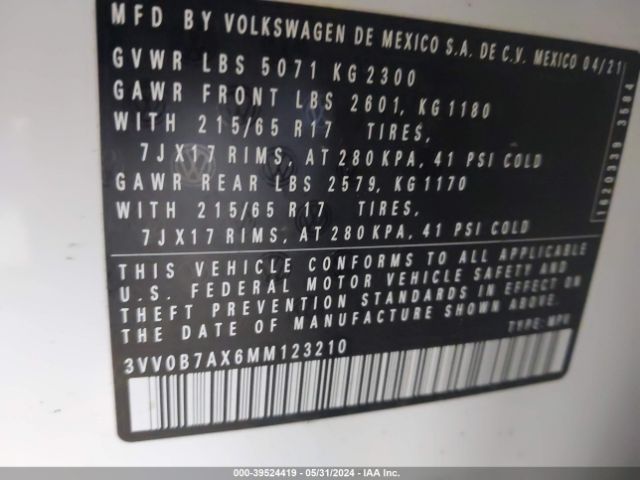 MFD BY VOLKSWAGEN DE MEXICO S.A. DE C.V. MEXICO 04/21
GVWR LBS 5071 KG 2300
GAWR FRONT LBS 2601, KG 1180
WITH 215/65 R17 TIRES,
7JX17 RIMS, AT 280 KPA, 41 PSI COLD
GAWR REAR LBS 2579, KG 1170
WITH 215/65 R17 TIRES,
7JX17 RIMS, AT 280 KPA, 41 PSI COLD
1620339 3584
THIS VEHICLE CONFORMS TO ALL APPLICABLE
U.S. FEDERAL MOTOR VEHICLE SAFETY AND
THEFT PREVENTION STANDARDS IN EFFECT ON
THE DATE OF MANUFACTURE SHOWN ABOVE.
TYPE: MPV
3VV0B7AX6MM123210
000-39524419 - 05/31/2024 - IAA Inc.